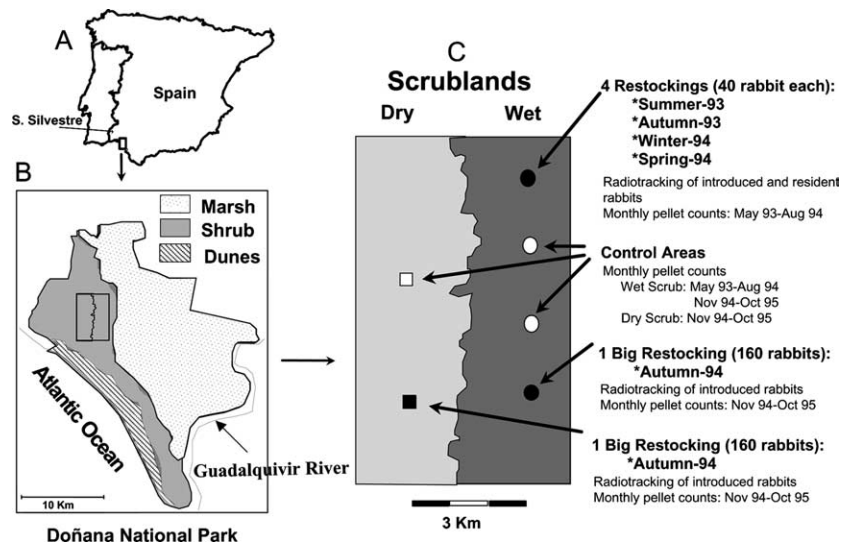 A
Spain
S. Silvestre
B
Marsh
Shrub
Dunes
Atlantic Ocean
Guadalquivir River
10 Km
Doñana National Park
C
Scrublands
Dry
Wet
3 Km
4 Restockings (40 rabbit each):
*Summer-93
*Autumn-93
*Winter-94
*Spring-94
Radiotracking of introduced and resident
rabbits
Monthly pellet counts: May 93-Aug 94
Control Areas
Monthly pellet counts
Wet Scrub: May 93-Aug 94
Nov 94-Oct 95
Dry Scrub: Nov 94-Oct 95
1 Big Restocking (160 rabbits):
*Autumn-94
Radiotracking of introduced rabbits
Monthly pellet counts: Nov 94-Oct 95
1 Big Restocking (160 rabbits):
*Autumn-94
Radiotracking of introduced rabbits
Monthly pellet counts: Nov 94-Oct 95